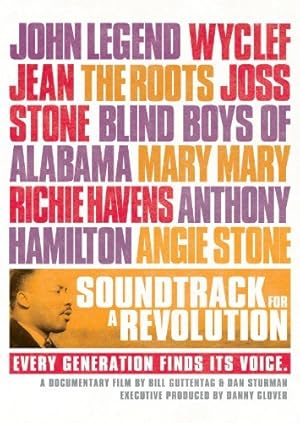 JOHN LEGEND WYCLEF
JEAN THE ROOTS JOSS
STONE BLIND BOYS OF
ALABAMA MARY MARY
RICHIE HAVENS ANTHONY
HAMILTON ANGIE STONE
SOUNDTRACK FOR
A REVOLUTION
EVERY GENERATION FINDS ITS VOICE.
A DOCUMENTARY FILM BY BILL GUTTENTAG & DAN STURMAN
EXECUTIVE PRODUCED BY DANNY GLOVER